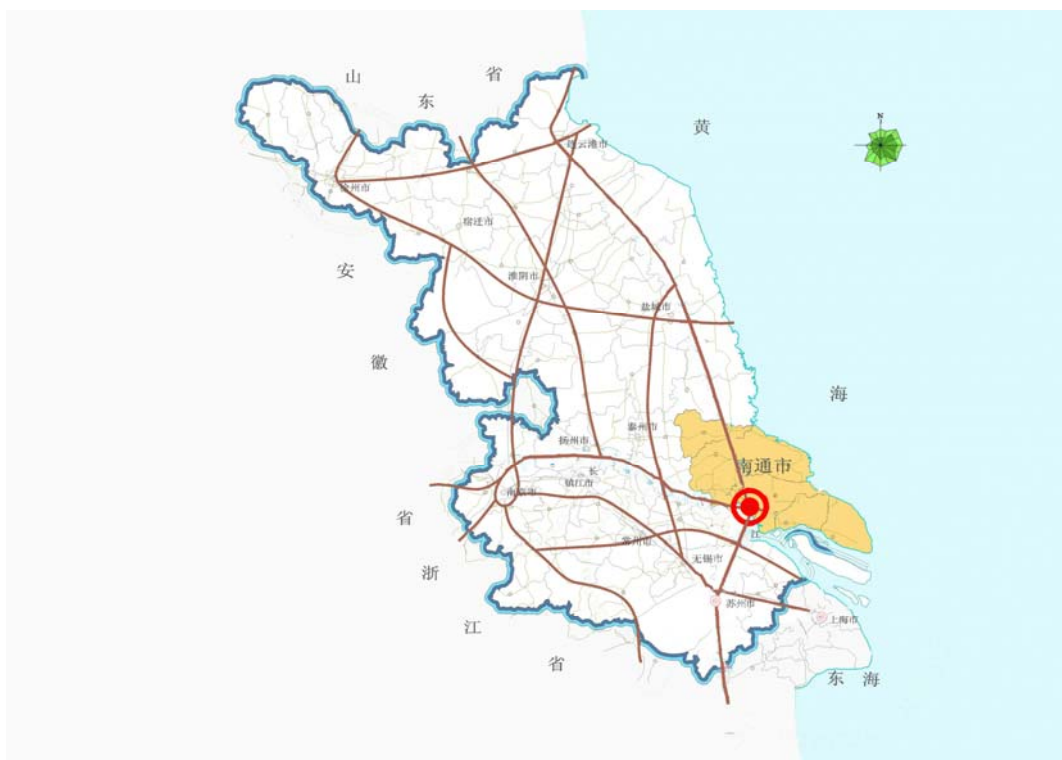 山
东
省
黄
N
连云港市
徐州市
宿迁市
安
淮阴市
盐城市
徽
海
泰州市
扬州市
南通市
长
镇江市
南京市
省
江
常州市
无锡市
浙
苏州市
上海市
江
省
东 海